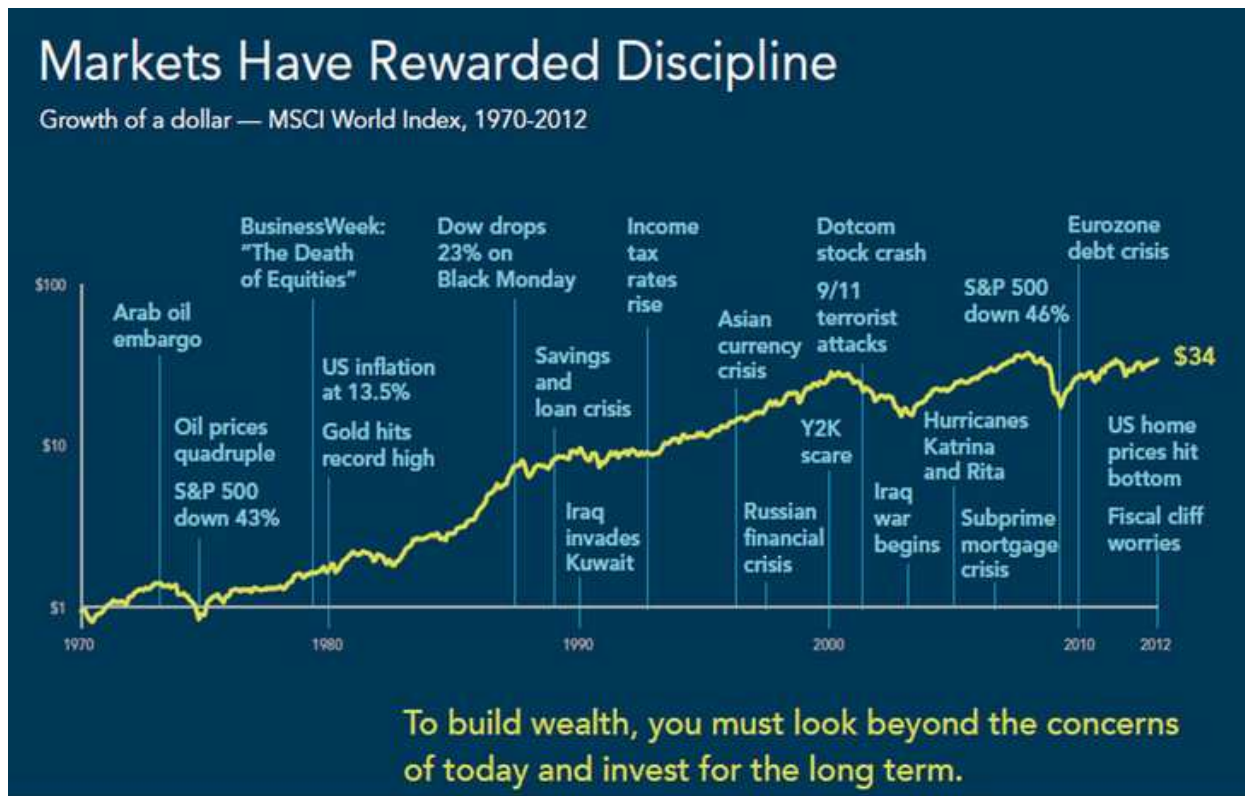 Markets Have Rewarded Discipline
Growth of a dollar — MSCI World Index, 1970-2012
BusinessWeek:
"The Death
of Equities"
Dow drops
23% on
Black Monday
Income
tax
rates
rise
Dotcom
stock crash
9/11
terrorist
attacks
Eurozone
debt crisis
$100
Arab oil
embargo
S&P 500
down 46%
Asian
currency
crisis
US inflation
at 13.5%
Savings
and
loan crisis
$34
$10
Oil prices
quadruple
S&P 500
down 43%
Gold hits
record high
Y2K
scare
Hurricanes
Katrina
and Rita
US home
prices hit
bottom
Iraq
invades
Kuwait
Russian
financial
crisis
Iraq
war
begins
Subprime
mortgage
crisis
Fiscal cliff
worries
$1
1970
1980
1990
2000
2010
2012
To build wealth, you must look beyond the concerns
of today and invest for the long term.